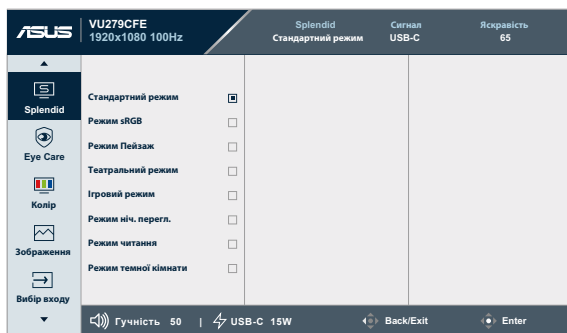 ASUS
VU279CFE
1920x1080 100Hz
Splendid
Стандартний режим
Сигнал
USB-C
Яскравість
65
Splendid
Eye Care
Колір
Зображення
Вибір входу
Стандартний режим
Режим sRGB
Режим Пейзаж
Театральний режим
Ігровий режим
Режим ніч. перегл.
Режим читання
Режим темної кімнати
Гучність 50 | USB-C 15W Back/Exit Enter